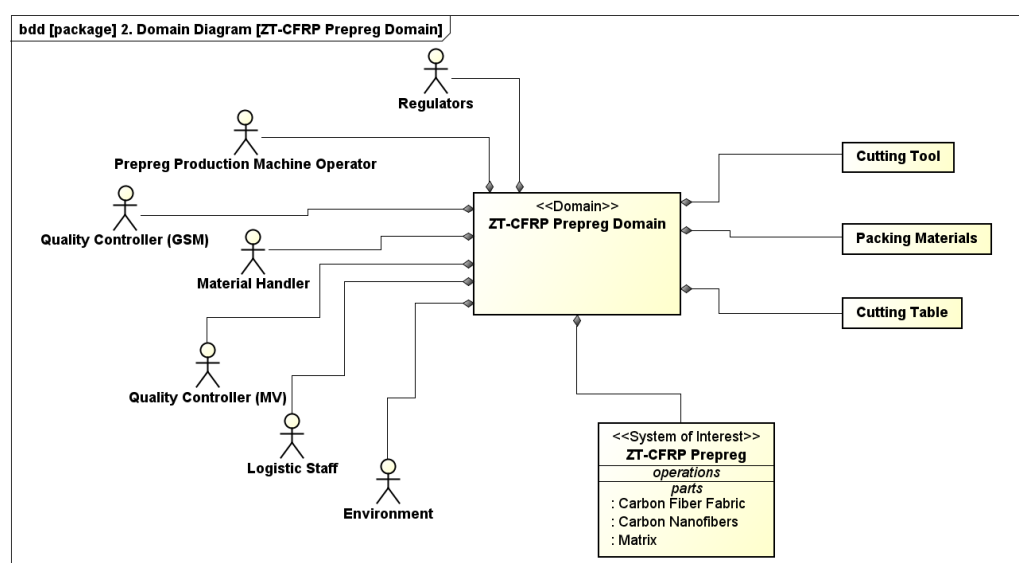 bdd [package] 2. Domain Diagram [ZT-CFRP Prepreg Domain]
Regulators
Prepreg Production Machine Operator
Cutting Tool
<<Domain>>
ZT-CFRP Prepreg Domain
Quality Controller (GSM)
Packing Materials
Material Handler
Cutting Table
Quality Controller (MV)
Logistic Staff
Environment
<<System of Interest>>
ZT-CFRP Prepreg
operations
parts
: Carbon Fiber Fabric
: Carbon Nanofibers
: Matrix